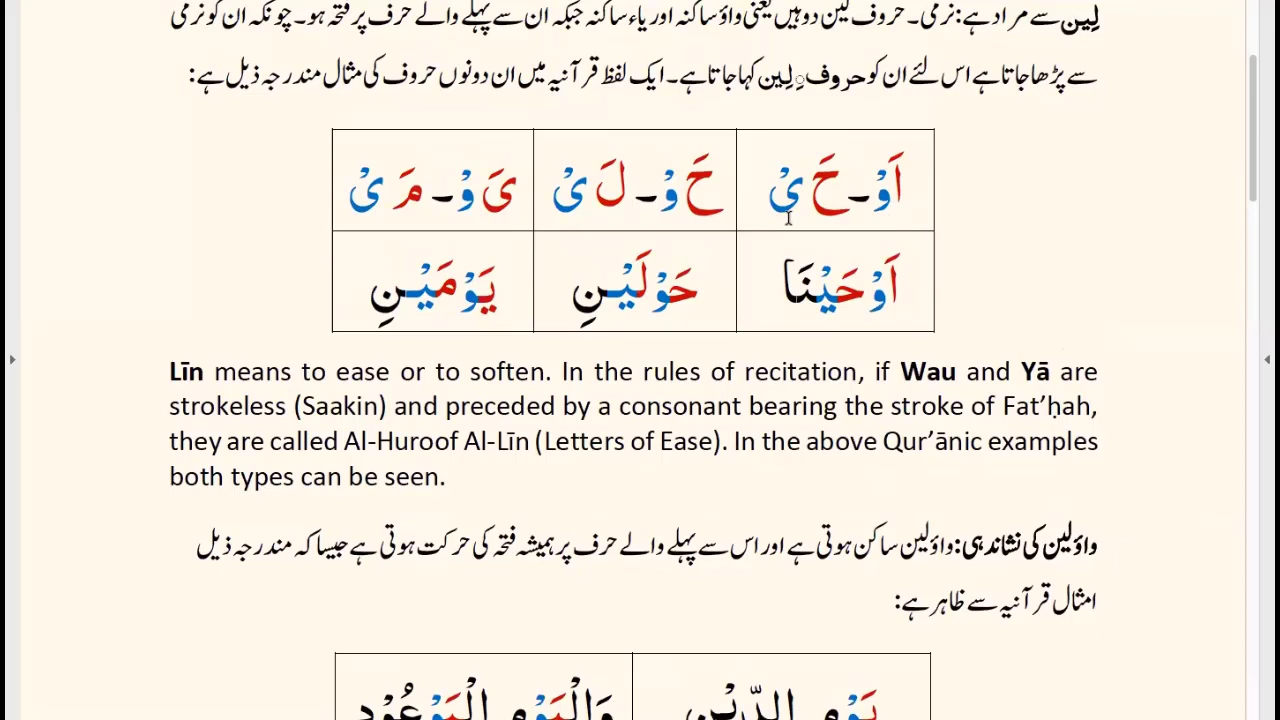 لِین سے مراد ہے: نرمی۔ حروف لین دو ہیں یعنی واؤ ساکنہ اور یاء ساکنہ جبکہ ان سے پہلے والے حرف پر فتحہ ہو۔ چونکہ ان کو نرمی
سے پڑھا جاتا ہے اس لئے ان کو حروفِ لِین کہا جاتا ہے۔ ایک لفظ قرآنیہ میں ان دونوں حروف کی مثال مندرجہ ذیل ہے:
اَوْ۔حَ یْ حَ وْ۔ لَ یْ یَ وْ۔ مَ یْ
اَوْحَيْنَا حَوْلَيْنِ يَوْمَيْنِ
Līn means to ease or to soften. In the rules of recitation, if Wau and Yā are
strokeless (Saakin) and preceded by a consonant bearing the stroke of Fat’ḥah,
they are called Al-Huroof Al-Līn (Letters of Ease). In the above Qur’ānic examples
both types can be seen.
واؤ لین کی نشاندہی: واؤ لین ساکن ہوتی ہے اور اس سے پہلے والے حرف پر ہمیشہ فتحہ کی حرکت ہوتی ہے جیسا کہ مندرجہ ذیل
امثال قرآنیہ سے ظاہر ہے:
يَوْمِ الدِّيْنِ وَالْيَوْمِ الْمَوْعُوْدِ